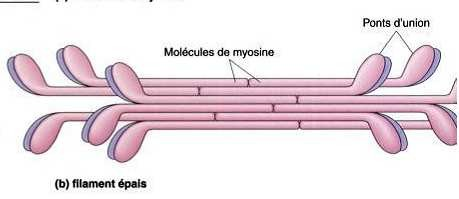 Ponts d'union
Molécules de myosine
(b) filament épais